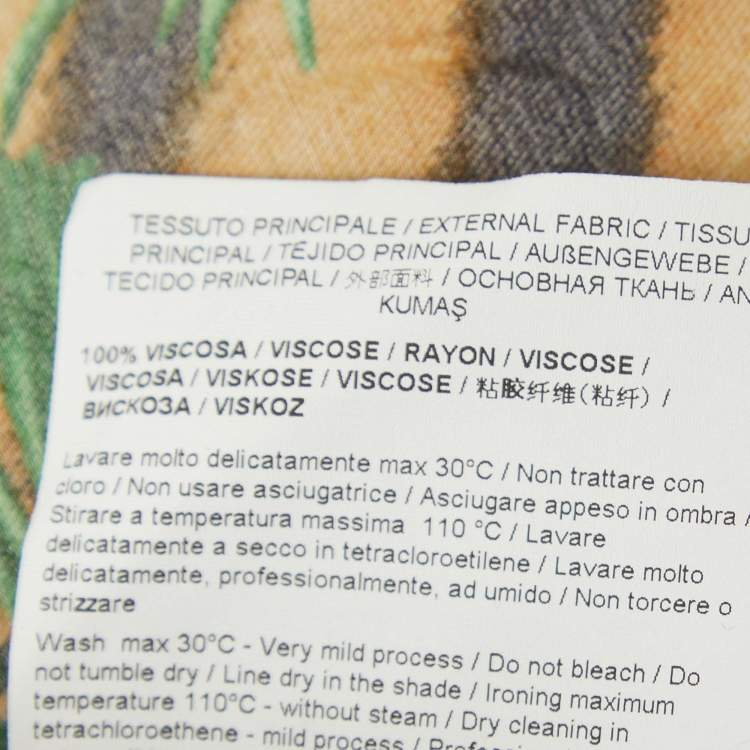 TESSUTO PRINCIPALE / EXTERNAL FABRIC / TISSU
PRINCIPAL / TEJIDO PRINCIPAL / AUßENGEWEBE /
TECIDO PRINCIPAL / 外部面料 / ОСНОВНАЯ ТКАНЬ / AN
KUMAŞ
100% VISCOSA / VISCOSE / RAYON / VISCOSE /
VISCOSA / VISKOSE / VISCOSE / 粘胶纤维(粘纤) /
ВИСКОЗА / VISKOZ
Lavare molto delicatamente max 30°C / Non trattare con
cloro / Non usare asciugatrice / Asciugare appeso in ombra /
Stirare a temperatura massima 110 °C / Lavare
delicatamente a secco in tetracloroetilene / Lavare molto
delicatamente, professionalmente, ad umido / Non torcere o
strizzare
Wash max 30°C - Very mild process / Do not bleach / Do
not tumble dry / Line dry in the shade / Ironing maximum
temperature 110°C - without steam / Dry cleaning in
tetrachloroethene - mild process /